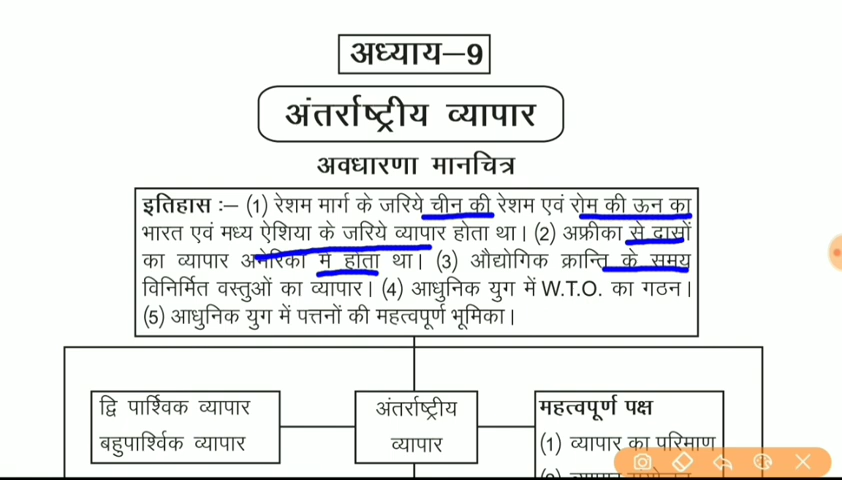 अध्याय–9
अंतर्राष्ट्रीय व्यापार
अवधारणा मानचित्र
इतिहास :– (1) रेशम मार्ग के जरिये चीन की रेशम एवं रोम की ऊन का
भारत एवं मध्य ऐशिया के जरिये व्यापार होता था। (2) अफ्रीका से दासों
का व्यापार अमेरिका में होता था। (3) औद्योगिक क्रान्ति के समय
विनिर्मित वस्तुओं का व्यापार। (4) आधुनिक युग में W.T.O. का गठन।
(5) आधुनिक युग में पत्तनों की महत्वपूर्ण भूमिका।
द्वि पार्श्विक व्यापार
बहुपार्श्विक व्यापार
अंतर्राष्ट्रीय
व्यापार
महत्वपूर्ण पक्ष
(1) व्यापार का परिमाण